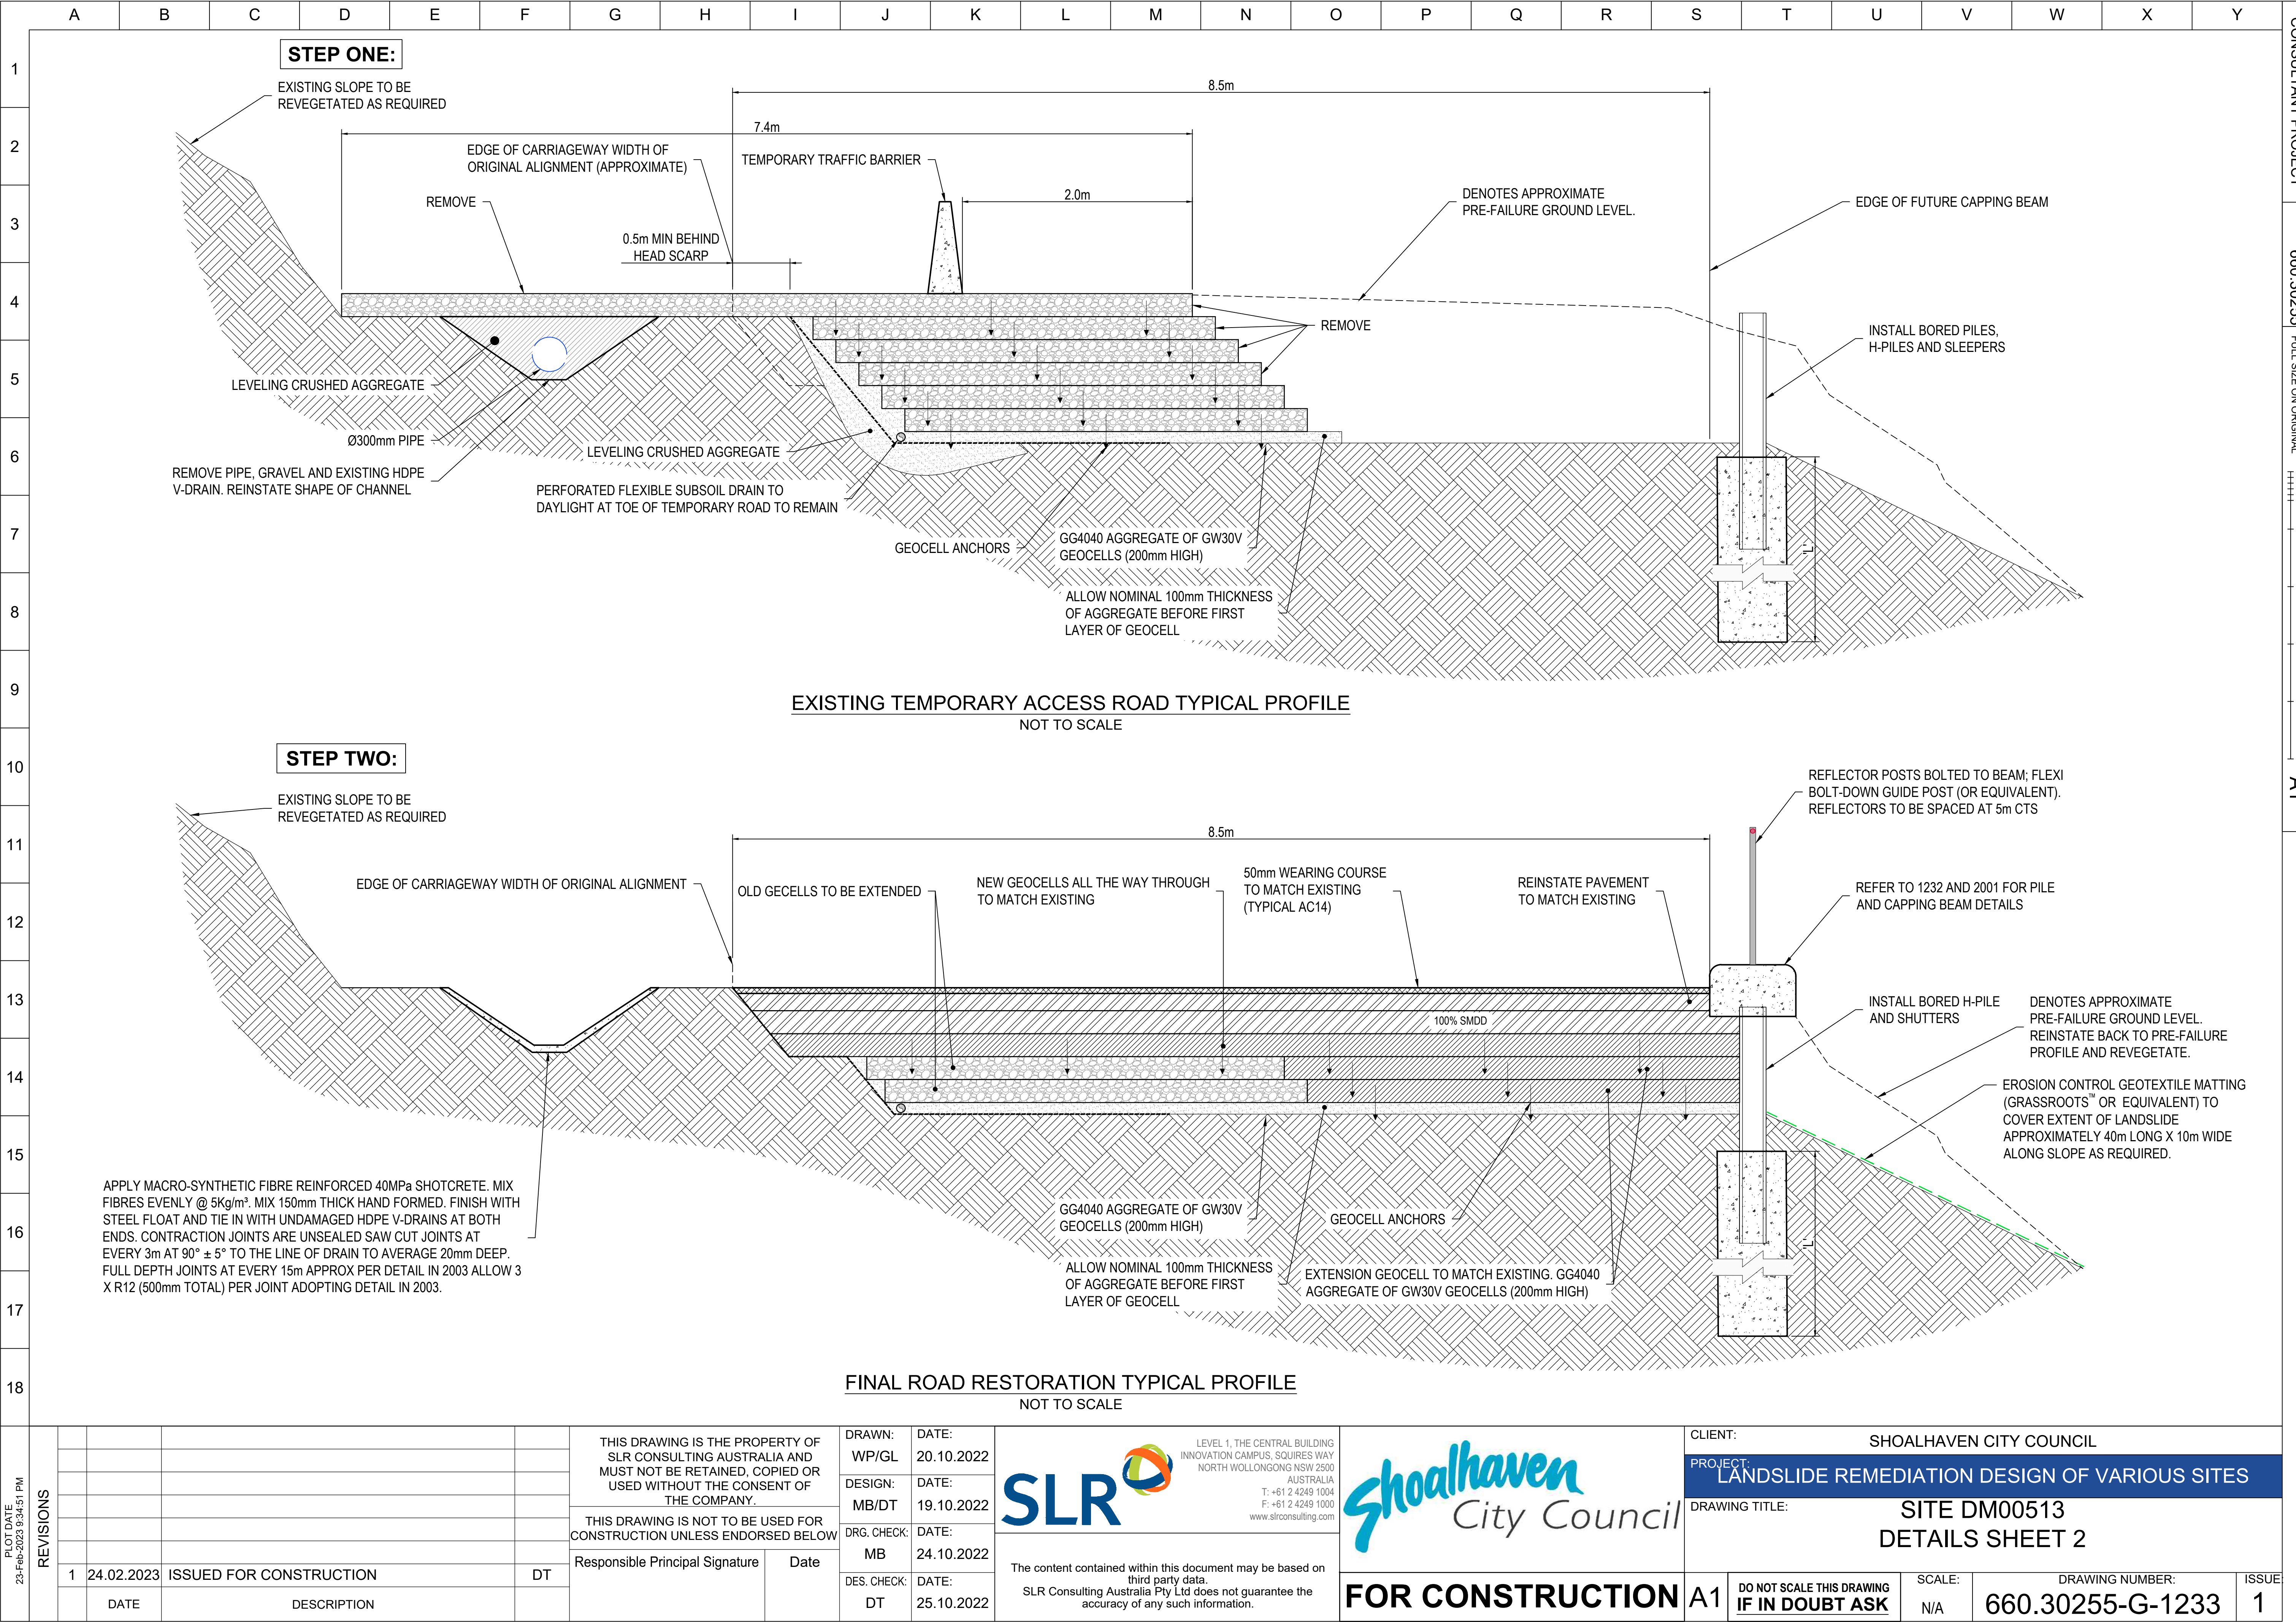 A B C D E F G H I J K L M N O P Q R S T U V W X Y
1
2
3
4
5
6
7
8
9
10
11
12
13
14
15
16
17
18
STEP ONE:
EXISTING SLOPE TO BE
REVEGETATED AS REQUIRED
8.5m
7.4m
EDGE OF CARRIAGEWAY WIDTH OF
ORIGINAL ALIGNMENT (APPROXIMATE)
TEMPORARY TRAFFIC BARRIER
REMOVE
2.0m
DENOTES APPROXIMATE
PRE-FAILURE GROUND LEVEL.
EDGE OF FUTURE CAPPING BEAM
0.5m MIN BEHIND
HEAD SCARP
REMOVE
INSTALL BORED PILES,
H-PILES AND SLEEPERS
LEVELING CRUSHED AGGREGATE
Ø300mm PIPE
LEVELING CRUSHED AGGREGATE
REMOVE PIPE, GRAVEL AND EXISTING HDPE
V-DRAIN. REINSTATE SHAPE OF CHANNEL
PERFORATED FLEXIBLE SUBSOIL DRAIN TO
DAYLIGHT AT TOE OF TEMPORARY ROAD TO REMAIN
GEOCELL ANCHORS
GG4040 AGGREGATE OF GW30V
GEOCELLS (200mm HIGH)
'L'
ALLOW NOMINAL 100mm THICKNESS
OF AGGREGATE BEFORE FIRST
LAYER OF GEOCELL
EXISTING TEMPORARY ACCESS ROAD TYPICAL PROFILE
NOT TO SCALE
STEP TWO:
EXISTING SLOPE TO BE
REVEGETATED AS REQUIRED
REFLECTOR POSTS BOLTED TO BEAM; FLEXI
BOLT-DOWN GUIDE POST (OR EQUIVALENT).
REFLECTORS TO BE SPACED AT 5m CTS
8.5m
EDGE OF CARRIAGEWAY WIDTH OF ORIGINAL ALIGNMENT
OLD GECELLS TO BE EXTENDED
NEW GEOCELLS ALL THE WAY THROUGH
TO MATCH EXISTING
50mm WEARING COURSE
TO MATCH EXISTING
(TYPICAL AC14)
REINSTATE PAVEMENT
TO MATCH EXISTING
REFER TO 1232 AND 2001 FOR PILE
AND CAPPING BEAM DETAILS
100% SMDD
INSTALL BORED H-PILE
AND SHUTTERS
DENOTES APPROXIMATE
PRE-FAILURE GROUND LEVEL.
REINSTATE BACK TO PRE-FAILURE
PROFILE AND REVEGETATE.
EROSION CONTROL GEOTEXTILE MATTING
(GRASSROOTS™ OR EQUIVALENT) TO
COVER EXTENT OF LANDSLIDE
APPROXIMATELY 40m LONG X 10m WIDE
ALONG SLOPE AS REQUIRED.
APPLY MACRO-SYNTHETIC FIBRE REINFORCED 40MPa SHOTCRETE. MIX
FIBRES EVENLY @ 5Kg/m³. MIX 150mm THICK HAND FORMED. FINISH WITH
STEEL FLOAT AND TIE IN WITH UNDAMAGED HDPE V-DRAINS AT BOTH
ENDS. CONTRACTION JOINTS ARE UNSEALED SAW CUT JOINTS AT
EVERY 3m AT 90° ± 5° TO THE LINE OF DRAIN TO AVERAGE 20mm DEEP.
FULL DEPTH JOINTS AT EVERY 15m APPROX PER DETAIL IN 2003 ALLOW 3
X R12 (500mm TOTAL) PER JOINT ADOPTING DETAIL IN 2003.
GG4040 AGGREGATE OF GW30V
GEOCELLS (200mm HIGH)
GEOCELL ANCHORS
'L'
ALLOW NOMINAL 100mm THICKNESS
OF AGGREGATE BEFORE FIRST
LAYER OF GEOCELL
EXTENSION GEOCELL TO MATCH EXISTING. GG4040
AGGREGATE OF GW30V GEOCELLS (200mm HIGH)
FINAL ROAD RESTORATION TYPICAL PROFILE
NOT TO SCALE
CONSULTANT PROJECT
660.30255
FULL SIZE ON ORIGINAL
A1
PLOT DATE
23-Feb-2023 9:34:51 PM
REVISIONS
1 24.02.2023 ISSUED FOR CONSTRUCTION DT
DATE DESCRIPTION
THIS DRAWING IS THE PROPERTY OF
SLR CONSULTING AUSTRALIA AND
MUST NOT BE RETAINED, COPIED OR
USED WITHOUT THE CONSENT OF
THE COMPANY.
THIS DRAWING IS NOT TO BE USED FOR
CONSTRUCTION UNLESS ENDORSED BELOW
Responsible Principal Signature Date
DRAWN: DATE:
WP/GL 20.10.2022
DESIGN: DATE:
MB/DT 19.10.2022
DRG. CHECK: DATE:
MB 24.10.2022
DES. CHECK: DATE:
DT 25.10.2022
SLR
LEVEL 1, THE CENTRAL BUILDING
INNOVATION CAMPUS, SQUIRES WAY
NORTH WOLLONGONG NSW 2500
AUSTRALIA
T: +61 2 4249 1004
F: +61 2 4249 1000
www.slrconsulting.com
The content contained within this document may be based on
third party data.
SLR Consulting Australia Pty Ltd does not guarantee the
accuracy of any such information.
Shoalhaven
City Council
FOR CONSTRUCTION
CLIENT: SHOALHAVEN CITY COUNCIL
PROJECT: LANDSLIDE REMEDIATION DESIGN OF VARIOUS SITES
DRAWING TITLE: SITE DM00513
DETAILS SHEET 2
A1
DO NOT SCALE THIS DRAWING
IF IN DOUBT ASK
SCALE:
N/A
DRAWING NUMBER:
660.30255-G-1233
ISSUE:
1